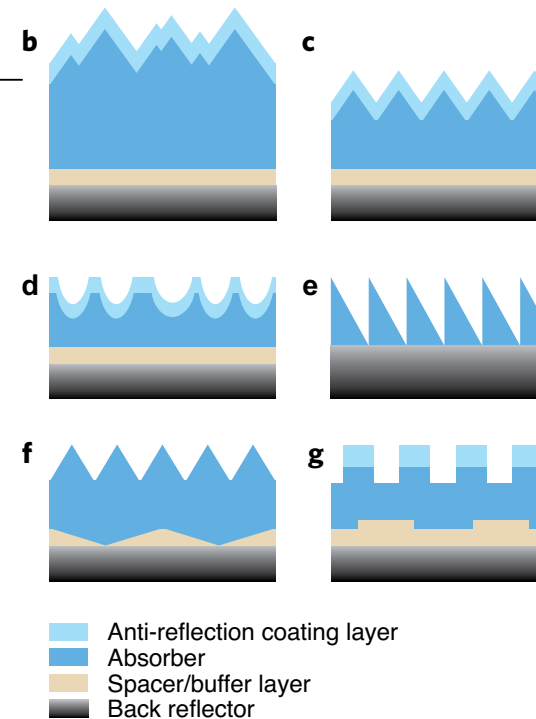 b
c
d
e
f
g
Anti-reflection coating layer
Absorber
Spacer/buffer layer
Back reflector